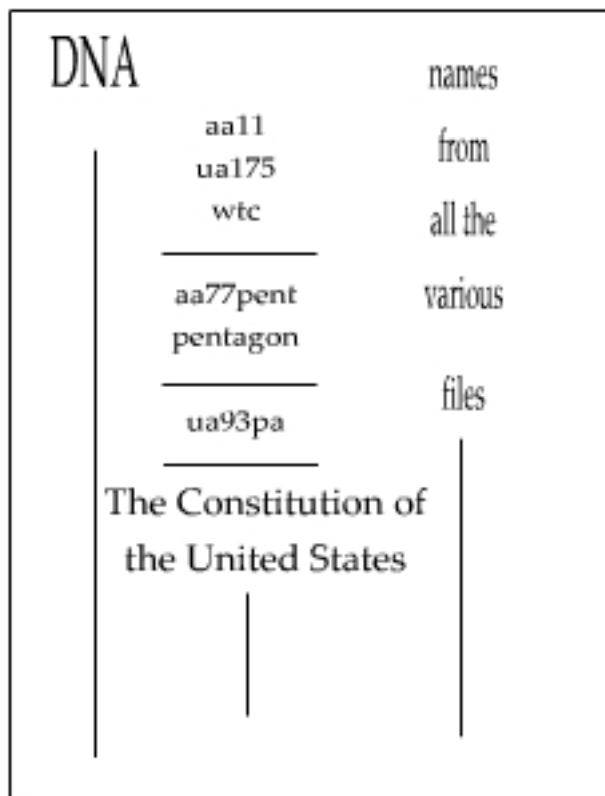 DNA
aa11
ua175
wtc
aa77pent
pentagon
ua93pa
The Constitution of
the United States
names
from
all the
various
files